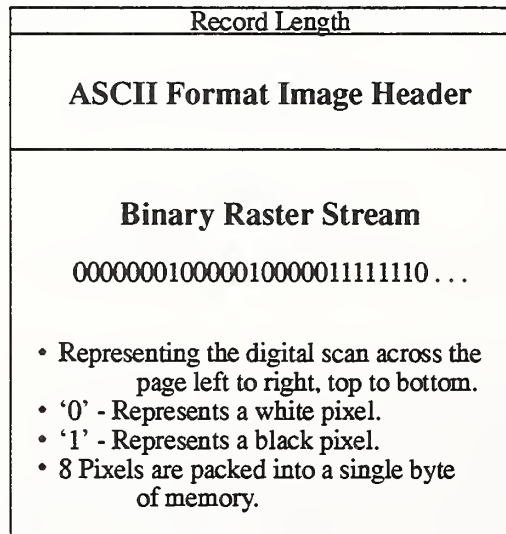 Record Length
ASCII Format Image Header
Binary Raster Stream
00000001000001000001111110 . . .
• Representing the digital scan across the
page left to right, top to bottom.
• ‘0’ - Represents a white pixel.
• ‘1’ - Represents a black pixel.
• 8 Pixels are packed into a single byte
of memory.